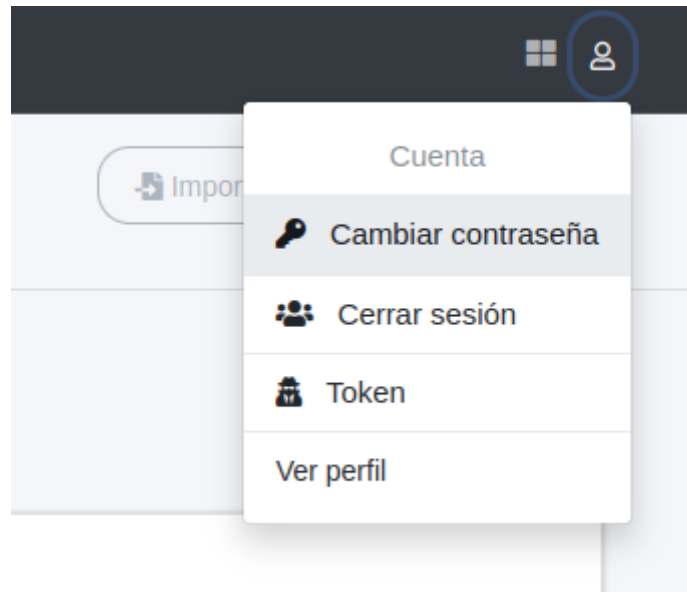 Impor
Cuenta
Cambiar contraseña
Cerrar sesión
Token
Ver perfil